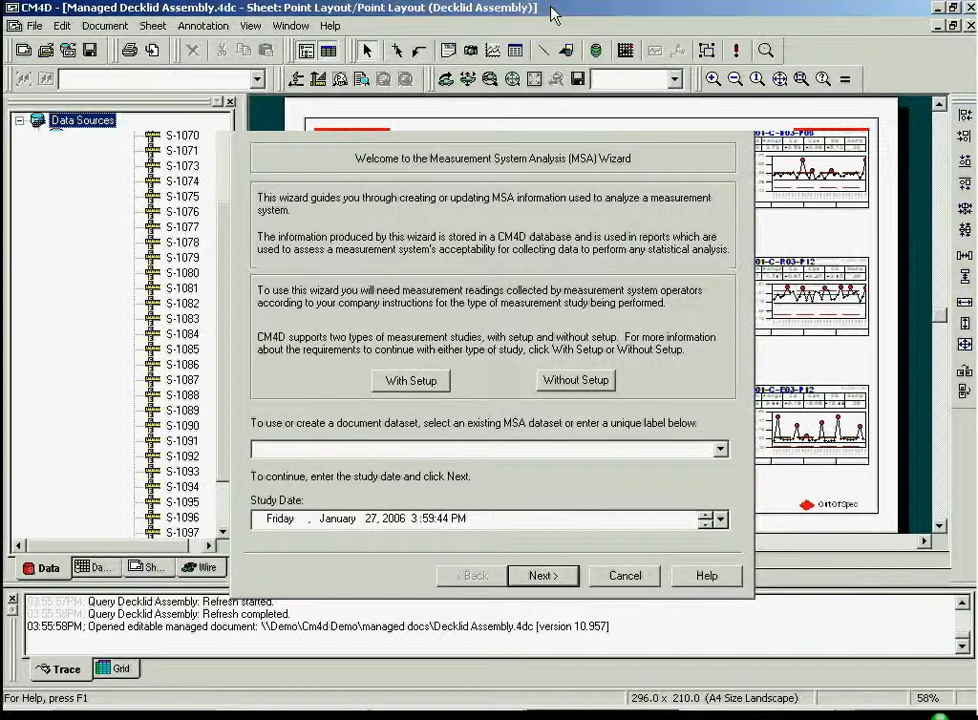 CM4D - [Managed Decklid Assembly.4dc - Sheet: Point Layout/Point Layout (Decklid Assembly)]
File Edit Document Sheet Annotation View Window Help
Data Sources
S-1070
S-1071
S-1073
S-1074
S-1075
S-1076
S-1077
S-1078
S-1079
S-1080
S-1081
S-1082
S-1083
S-1084
S-1085
S-1086
S-1087
S-1088
S-1089
S-1090
S-1091
S-1092
S-1093
S-1094
S-1095
S-1096
S-1097
Welcome to the Measurement System Analysis (MSA) Wizard
This wizard guides you through creating or updating MSA information used to analyze a measurement
system.
The information produced by this wizard is stored in a CM4D database and is used in reports which are
used to assess a measurement system's acceptability for collecting data to perform any statistical analysis.
To use this wizard you will need measurement readings collected by measurement system operators
according to your company instructions for the type of measurement study being performed.
CM4D supports two types of measurement studies, with setup and without setup. For more information
about the requirements to continue with either type of study, click With Setup or Without Setup.
With Setup Without Setup
To use or create a document dataset, select an existing MSA dataset or enter a unique label below:
To continue, enter the study date and click Next.
Study Date:
Friday , January 27, 2006 3:59:44 PM
< Back Next > Cancel Help
01-C-R03-P12
01-C-E03-P12
OutOfSpec
Data Da... Sh... Wire
03:55:57PM; Query Decklid Assembly: Refresh started.
03:55:58PM; Query Decklid Assembly: Refresh completed.
03:55:58PM; Opened editable managed document: \\Demo\Cm4d Demo\managed docs\Decklid Assembly.4dc [version 10.957]
Trace Grid
For Help, press F1
296.0 x 210.0 (A4 Size Landscape)
58%